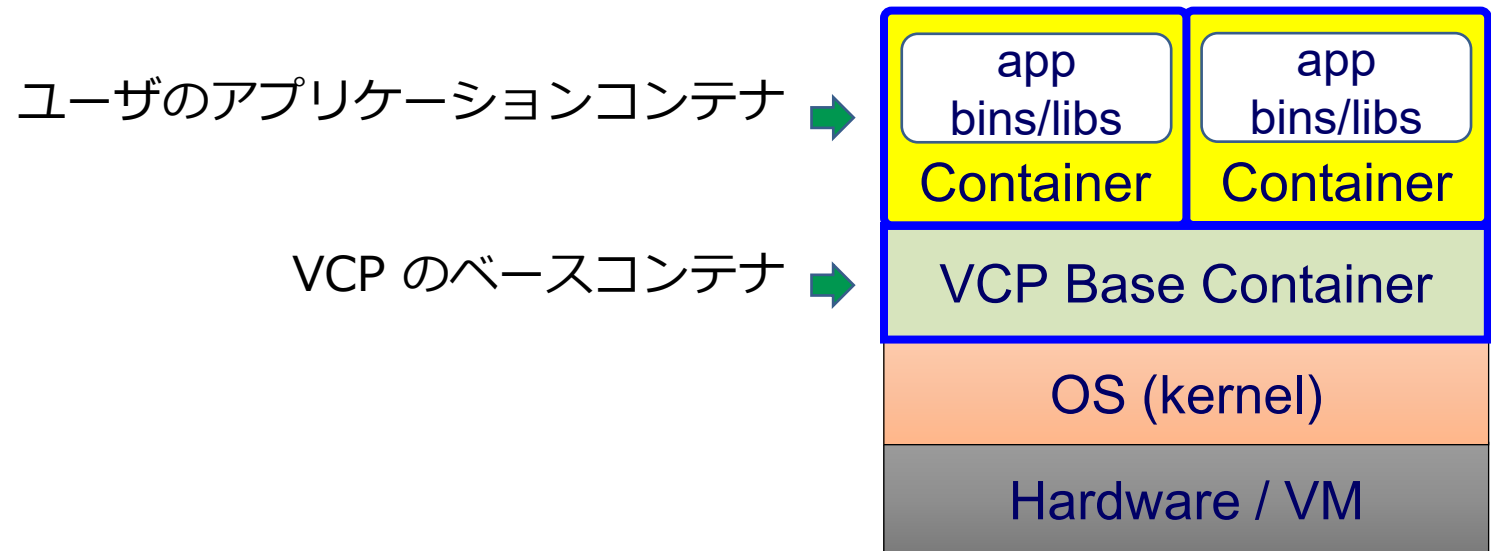 ユーザのアプリケーションコンテナ
app
bins/libs
Container
app
bins/libs
Container
VCP のベースコンテナ
VCP Base Container
OS (kernel)
Hardware / VM